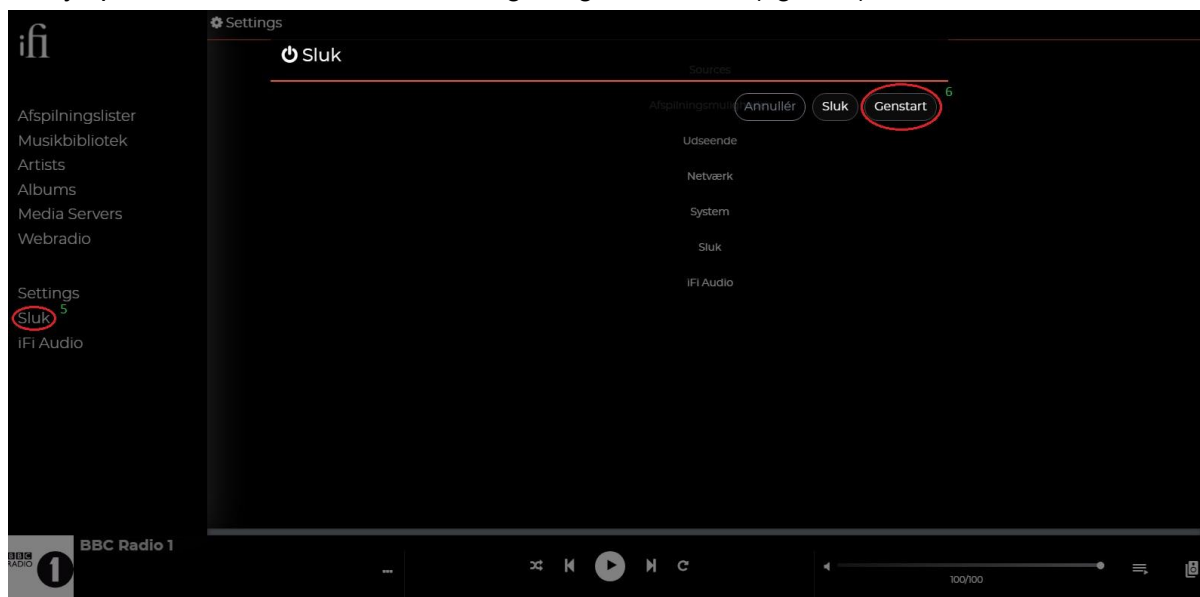 ifi
Settings
Sluk
Sources
Afspilningsmuli Annullér Sluk Genstart 6
Afspilningslister
Musikbibliotek
Artists
Albums
Media Servers
Webradio
Settings
Sluk 5
iFi Audio
Udseende
Netværk
System
Sluk
iFi Audio
BBC RADIO 1
BBC Radio 1
100/100